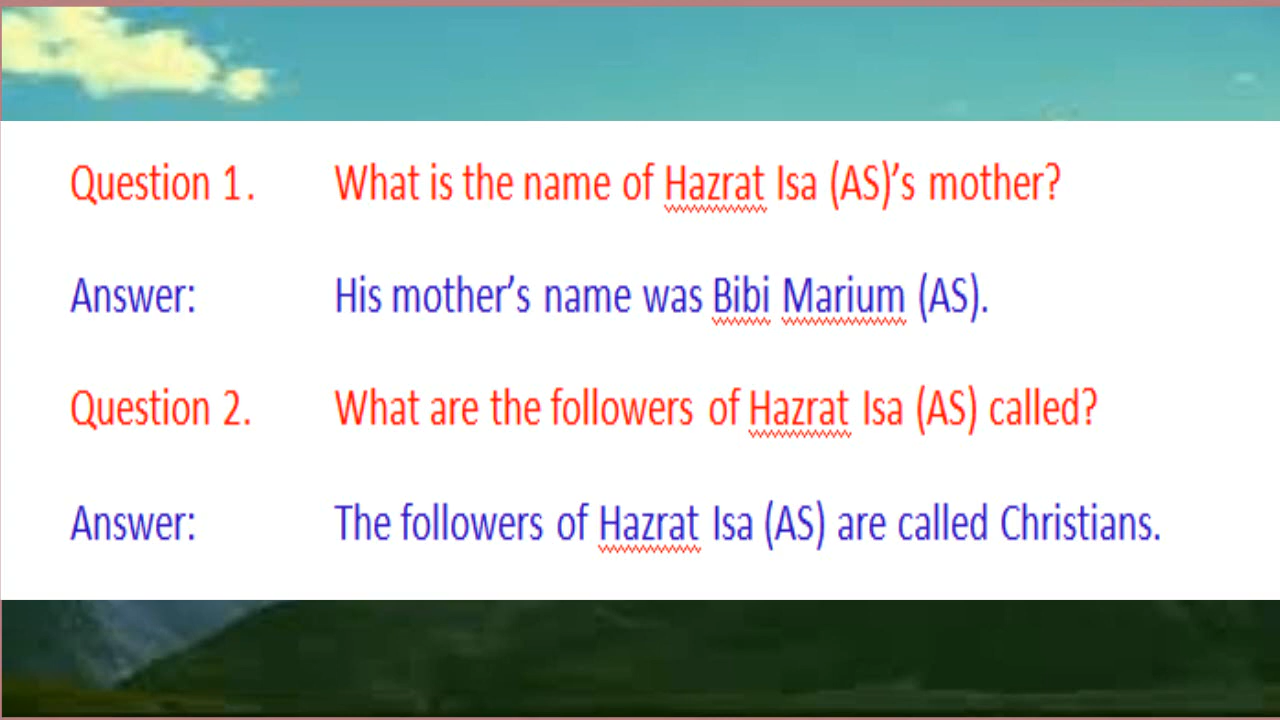 Question 1. What is the name of Hazrat Isa (AS)’s mother?
Answer: His mother’s name was Bibi Marium (AS).
Question 2. What are the followers of Hazrat Isa (AS) called?
Answer: The followers of Hazrat Isa (AS) are called Christians.